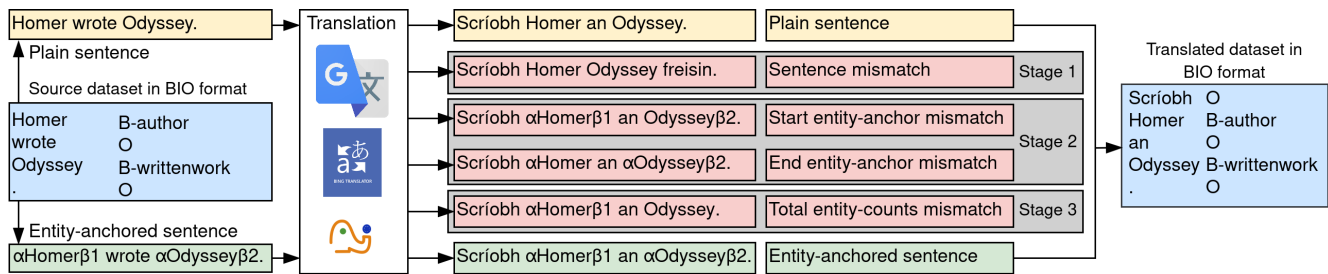 Homer wrote Odyssey.
Plain sentence
Source dataset in BIO format
Homer B-author
wrote O
Odyssey B-writtenwork
. O
Entity-anchored sentence
αHomerβ1 wrote αOdysseyβ2.
Translation
G 文
あ
a
BING TRANSLATOR
Scríobh Homer an Odyssey. Plain sentence
Scríobh Homer Odyssey freisin. Sentence mismatch Stage 1
Scríobh αHomerβ1 an Odysseyβ2. Start entity-anchor mismatch
Stage 2
Scríobh αHomer an αOdysseyβ2. End entity-anchor mismatch
Scríobh αHomerβ1 an Odyssey. Total entity-counts mismatch Stage 3
Scríobh αHomerβ1 an αOdysseyβ2. Entity-anchored sentence
Translated dataset in
BIO format
Scríobh O
Homer B-author
an O
Odyssey B-writtenwork
. O